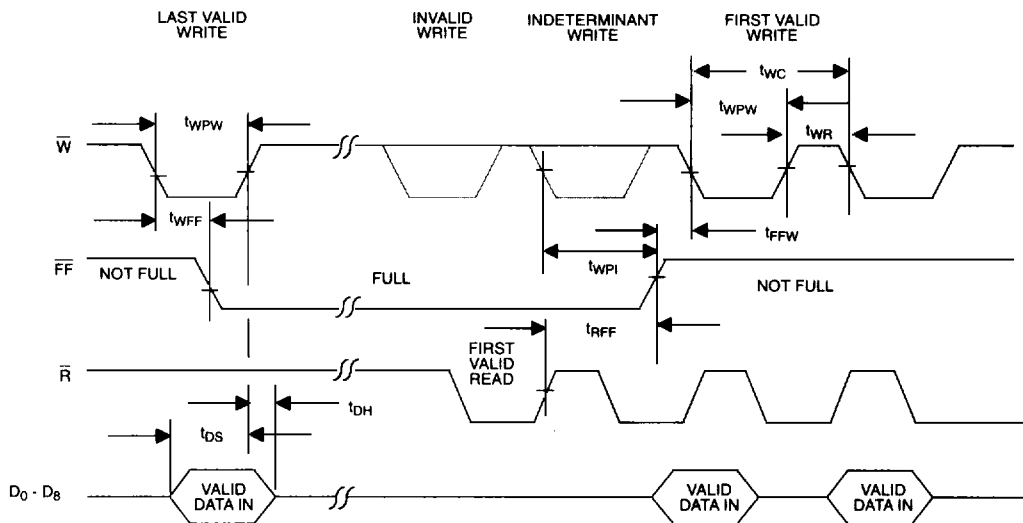 LAST VALID WRITE
INVALID WRITE
INDETERMINANT WRITE
FIRST VALID WRITE
tWC
tWPW
tWPW
tWR
W̅
tWFF
tFFW
tWPI
F̅F̅
NOT FULL
FULL
NOT FULL
tRFF
FIRST VALID READ
R̅
tDH
tDS
D0 - D8
VALID DATA IN
VALID DATA IN
VALID DATA IN